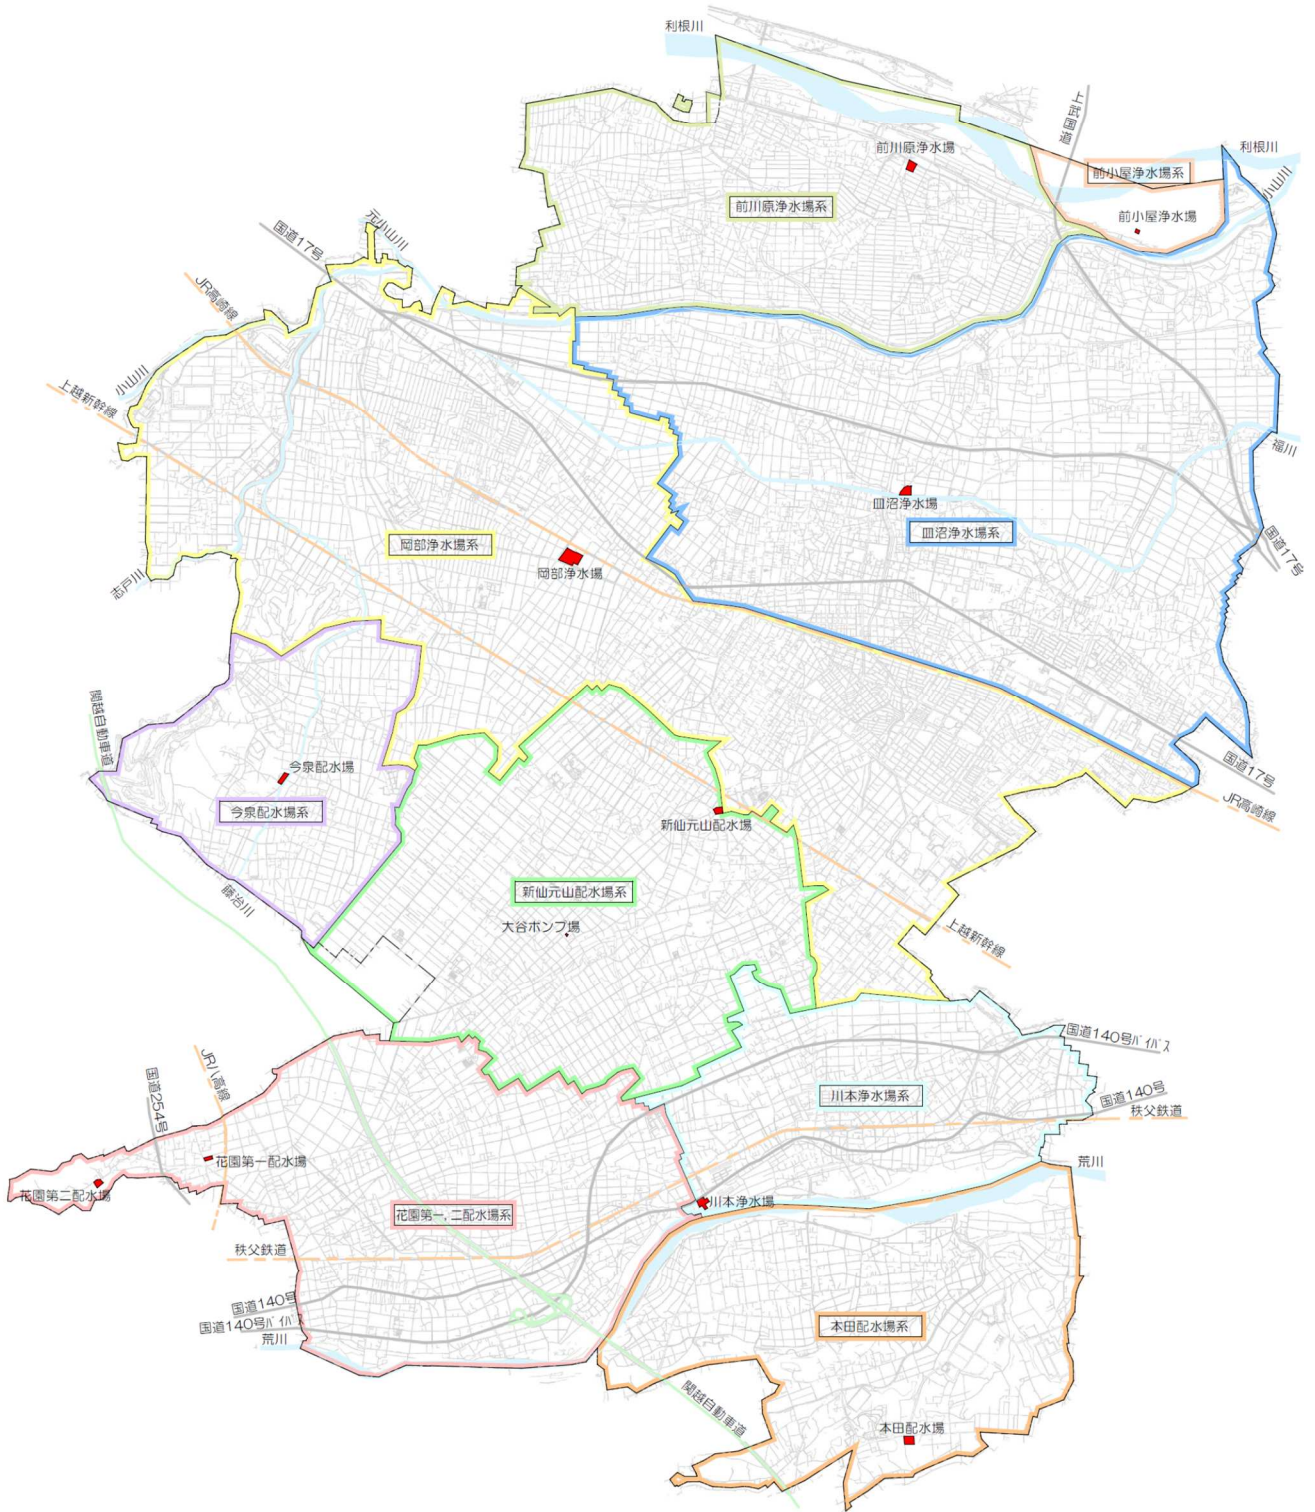 利根川
上武国道
前川原浄水場
利根川
前小屋浄水場系
小山川
前川原浄水場系
前小屋浄水場
元小山川
国道17号
JR高崎線
小山川
上越新幹線
福川
皿沼浄水場
皿沼浄水場系
岡部浄水場系
国道17号
岡部浄水場
志戸川
関越自動車道
今泉配水場
国道17号
今泉配水場系
JR高崎線
新仙元山配水場
新仙元山配水場系
藤治川
大谷ポンプ場
上越新幹線
国道140号バイパス
JR八高線
国道254号
川本浄水場系
国道140号
秩父鉄道
花園第一配水場
荒川
花園第二配水場
川本浄水場
花園第一,二配水場系
秩父鉄道
国道140号
国道140号バイパス
本田配水場系
荒川
関越自動車道
本田配水場